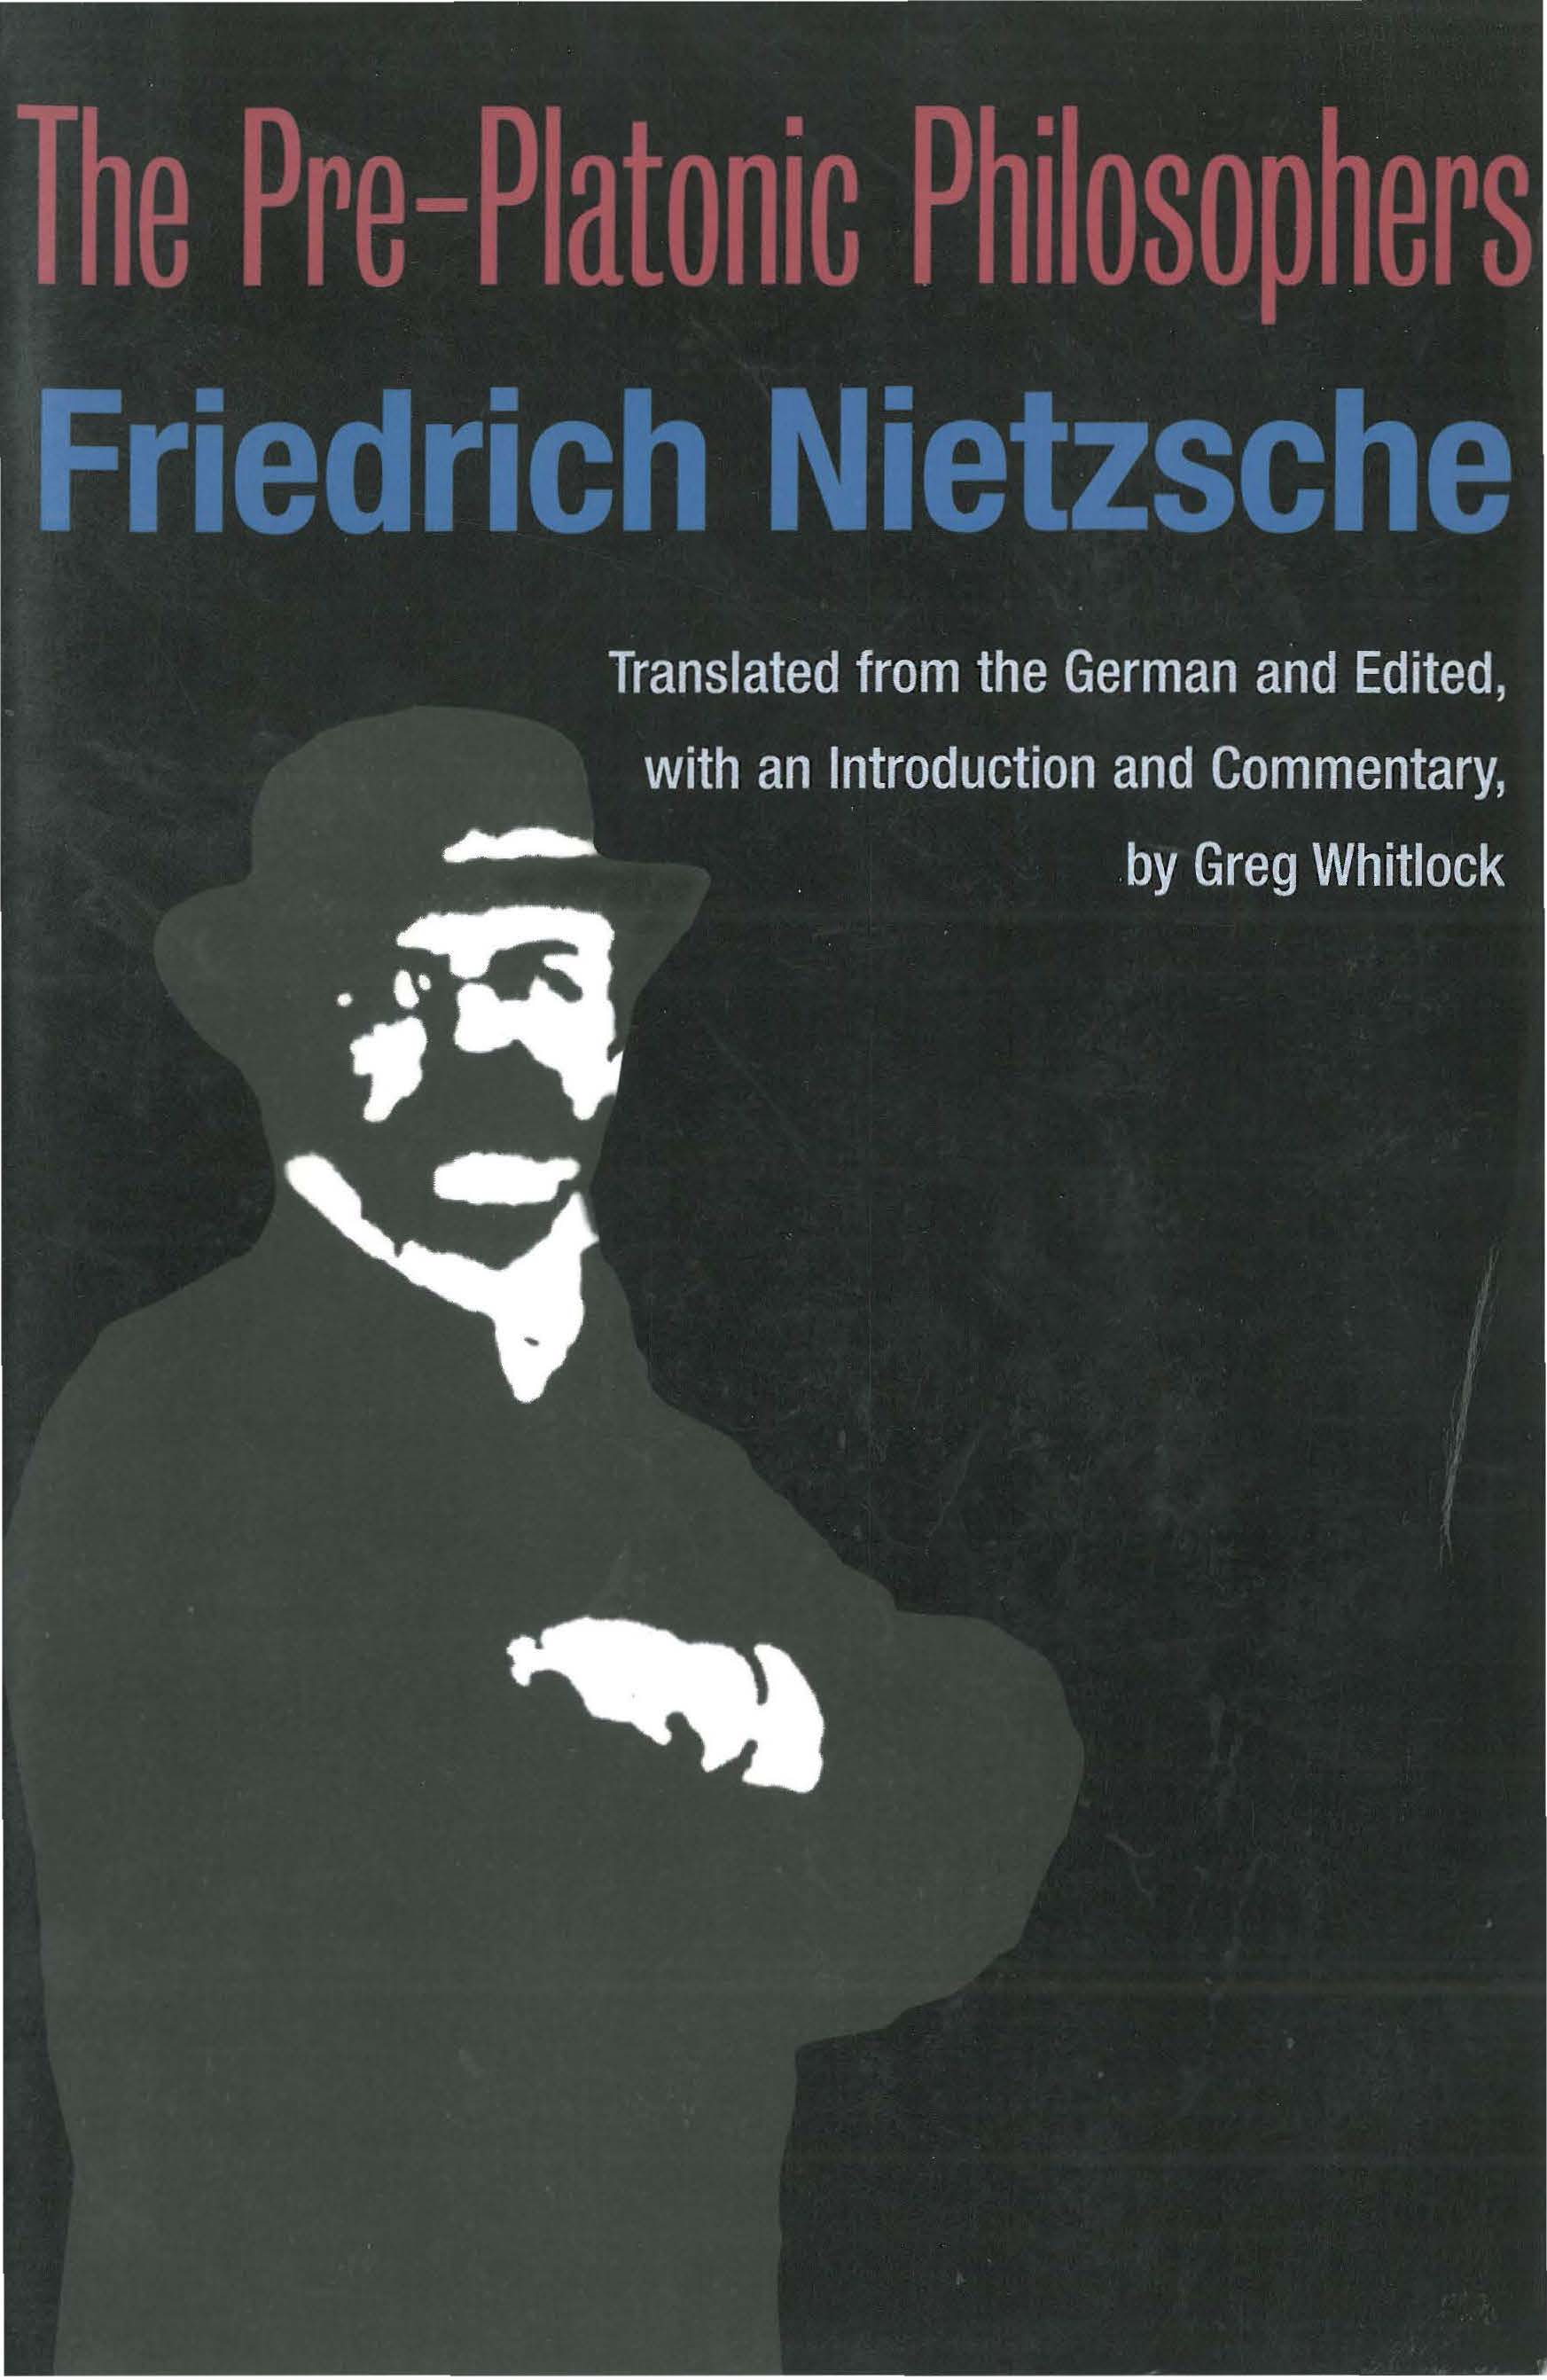 The Pre-Platonic Philosophers
Friedrich Nietzsche
Translated from the German and Edited,
with an Introduction and Commentary,
by Greg Whitlock